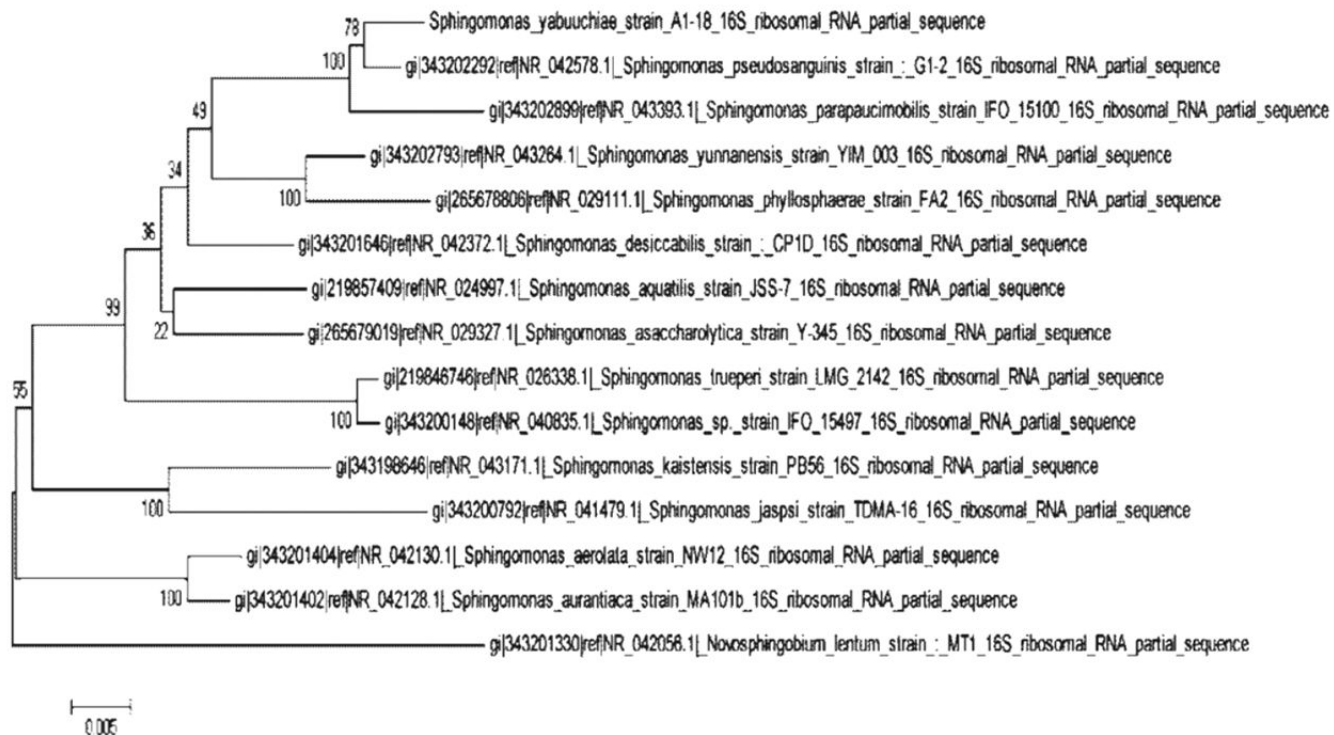 78
Sphingomonas_yabuuchiae_strain_A1-18_16S_ribosomal_RNA_partial_sequence
100
gi|343202292|ref|NR_042578.1|_Sphingomonas_pseudosanguinis_strain_:_G1-2_16S_ribosomal_RNA_partial_sequence
49
gi|343202899|ref|NR_043393.1|_Sphingomonas_parapaucimobilis_strain_IFO_15100_16S_ribosomal_RNA_partial_sequence
34
gi|343202793|ref|NR_043264.1|_Sphingomonas_yunnanensis_strain_YIM_003_16S_ribosomal_RNA_partial_sequence
100
gi|265678806|ref|NR_029111.1|_Sphingomonas_phyllosphaerae_strain_FA2_16S_ribosomal_RNA_partial_sequence
36
gi|343201646|ref|NR_042372.1|_Sphingomonas_desiccabilis_strain_:_CP1D_16S_ribosomal_RNA_partial_sequence
99
gi|219857409|ref|NR_024997.1|_Sphingomonas_aquatilis_strain_JSS-7_16S_ribosomal_RNA_partial_sequence
22
gi|265679019|ref|NR_029327.1|_Sphingomonas_asaccharolytica_strain_Y-345_16S_ribosomal_RNA_partial_sequence
55
gi|219846746|ref|NR_026338.1|_Sphingomonas_trueperi_strain_LMG_2142_16S_ribosomal_RNA_partial_sequence
100
gi|343200148|ref|NR_040835.1|_Sphingomonas_sp._strain_IFO_15497_16S_ribosomal_RNA_partial_sequence
gi|343198646|ref|NR_043171.1|_Sphingomonas_kaistensis_strain_PB56_16S_ribosomal_RNA_partial_sequence
100
gi|343200792|ref|NR_041479.1|_Sphingomonas_jaspsi_strain_TDMA-16_16S_ribosomal_RNA_partial_sequence
gi|343201404|ref|NR_042130.1|_Sphingomonas_aerolata_strain_NW12_16S_ribosomal_RNA_partial_sequence
100
gi|343201402|ref|NR_042128.1|_Sphingomonas_aurantiaca_strain_MA101b_16S_ribosomal_RNA_partial_sequence
gi|343201330|ref|NR_042056.1|_Novosphingobium_lentum_strain_:_MT1_16S_ribosomal_RNA_partial_sequence
0.005